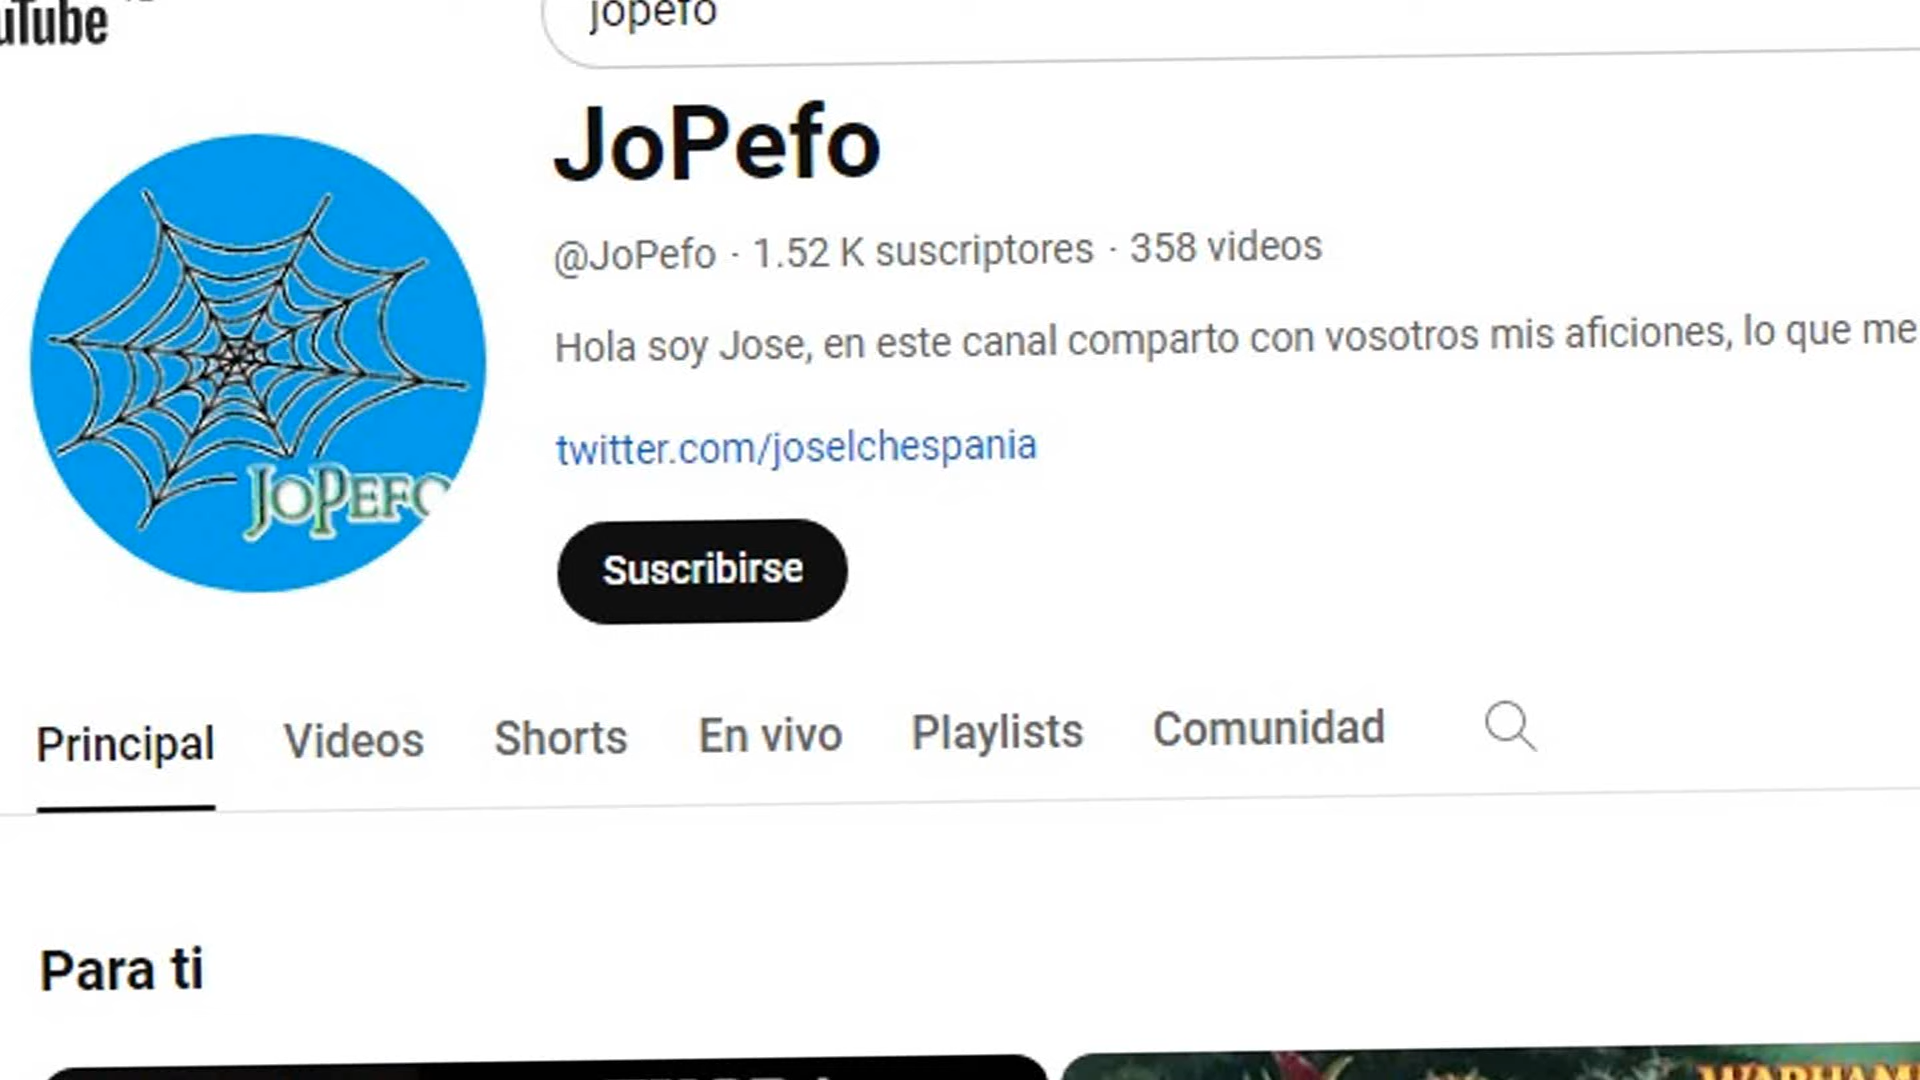 uTube
jopefo
JoPefo
@JoPefo · 1.52 K suscriptores · 358 videos
Hola soy Jose, en este canal comparto con vosotros mis aficiones, lo que me
twitter.com/joselchespania
JoPefo
Suscribirse
Principal Videos Shorts En vivo Playlists Comunidad
Para ti
WARHAM